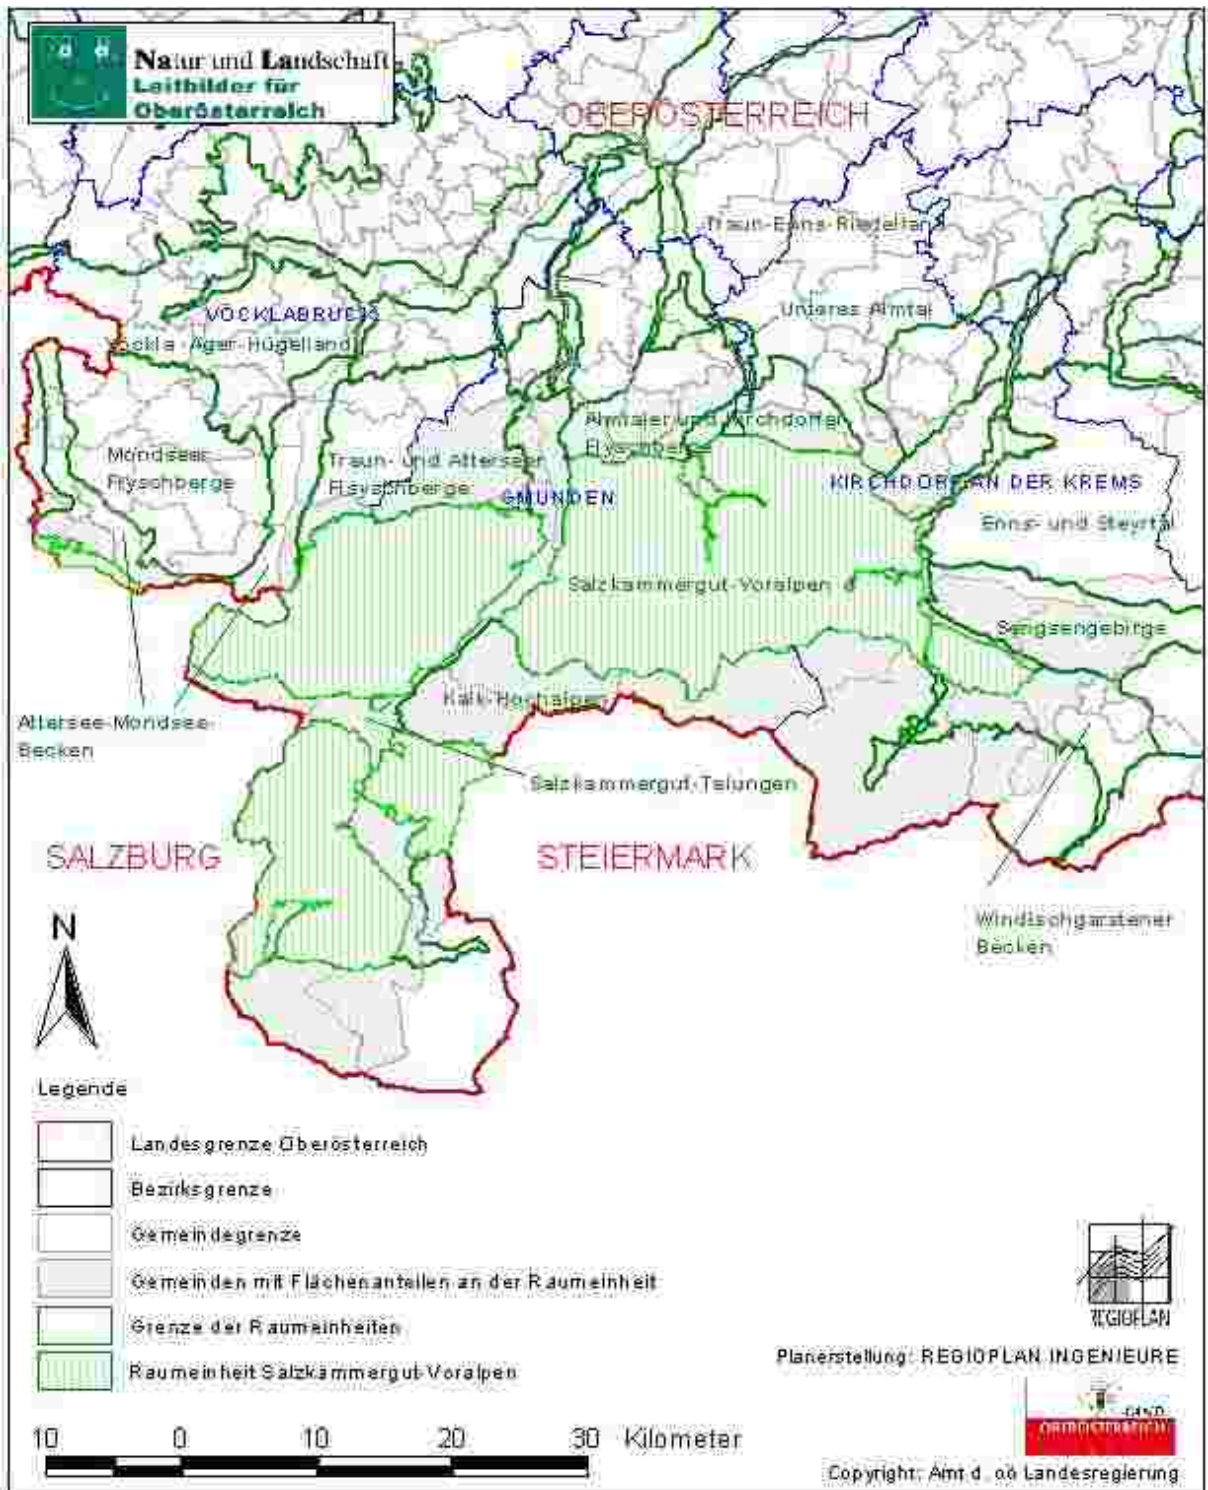 Natur und Landschaft
Leitbilder für
Oberösterreich
OBERÖSTERREICH
Traun-Enns-Riedelland
Unteres Almtal
VÖCKLABRUCK
Vöckla-Ager-Hügelland
Mondseer
Flyschberge
Traun- und Atterseer
Flyschberge
Almtaler und Kirchdorfer
Flyschberge
GMUNDEN
KIRCHDORF AN DER KREMS
Enns- und Steyrtal
Salzkammergut-Voralpen
Sengsengebirge
Kalk-Hochalpen
Attersee-Mondsee-
Becken
Salzkammergut-Talungen
SALZBURG
STEIERMARK
Windischgarstener
Becken
N
Legende
Landesgrenze Oberösterreich
Bezirksgrenze
Gemeindegrenze
Gemeinden mit Flächenanteilen an der Raumeinheit
Grenze der Raumeinheiten
Raumeinheit Salzkammergut-Voralpen
REGIOPLAN
Planerstellung: REGIOPLAN INGENIEURE
LAND
OBERÖSTERREICH
10 0 10 20 30 Kilometer
Copyright: Amt d. oö Landesregierung